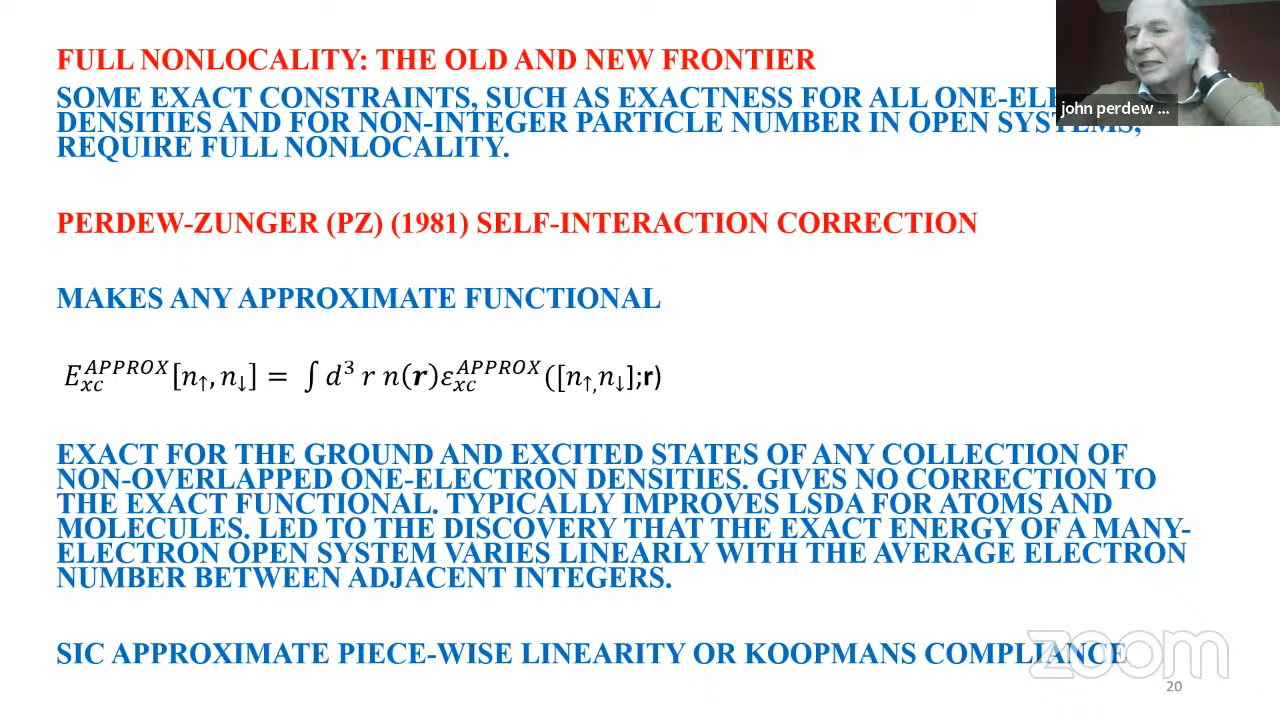 FULL NONLOCALITY: THE OLD AND NEW FRONTIER
SOME EXACT CONSTRAINTS, SUCH AS EXACTNESS FOR ALL
DENSITIES AND FOR NON-INTEGER PARTICLE NUMBER IN OPEN SYSTEMS,
REQUIRE FULL NONLOCALITY.
john perdew ...
PERDEW-ZUNGER (PZ) (1981) SELF-INTERACTION CORRECTION
MAKES ANY APPROXIMATE FUNCTIONAL
E_{xc}^{APPROX}[n_↑, n_↓] = ∫ d^3 r n(r)ε_{xc}^{APPROX}([n_{↑,}n_↓];r)
EXACT FOR THE GROUND AND EXCITED STATES OF ANY COLLECTION OF
NON-OVERLAPPED ONE-ELECTRON DENSITIES. GIVES NO CORRECTION TO
THE EXACT FUNCTIONAL. TYPICALLY IMPROVES LSDA FOR ATOMS AND
MOLECULES. LED TO THE DISCOVERY THAT THE EXACT ENERGY OF A MANY-
ELECTRON OPEN SYSTEM VARIES LINEARLY WITH THE AVERAGE ELECTRON
NUMBER BETWEEN ADJACENT INTEGERS.
SIC APPROXIMATE PIECE-WISE LINEARITY OR KOOPMANS COMPLIANCE
zoom
20